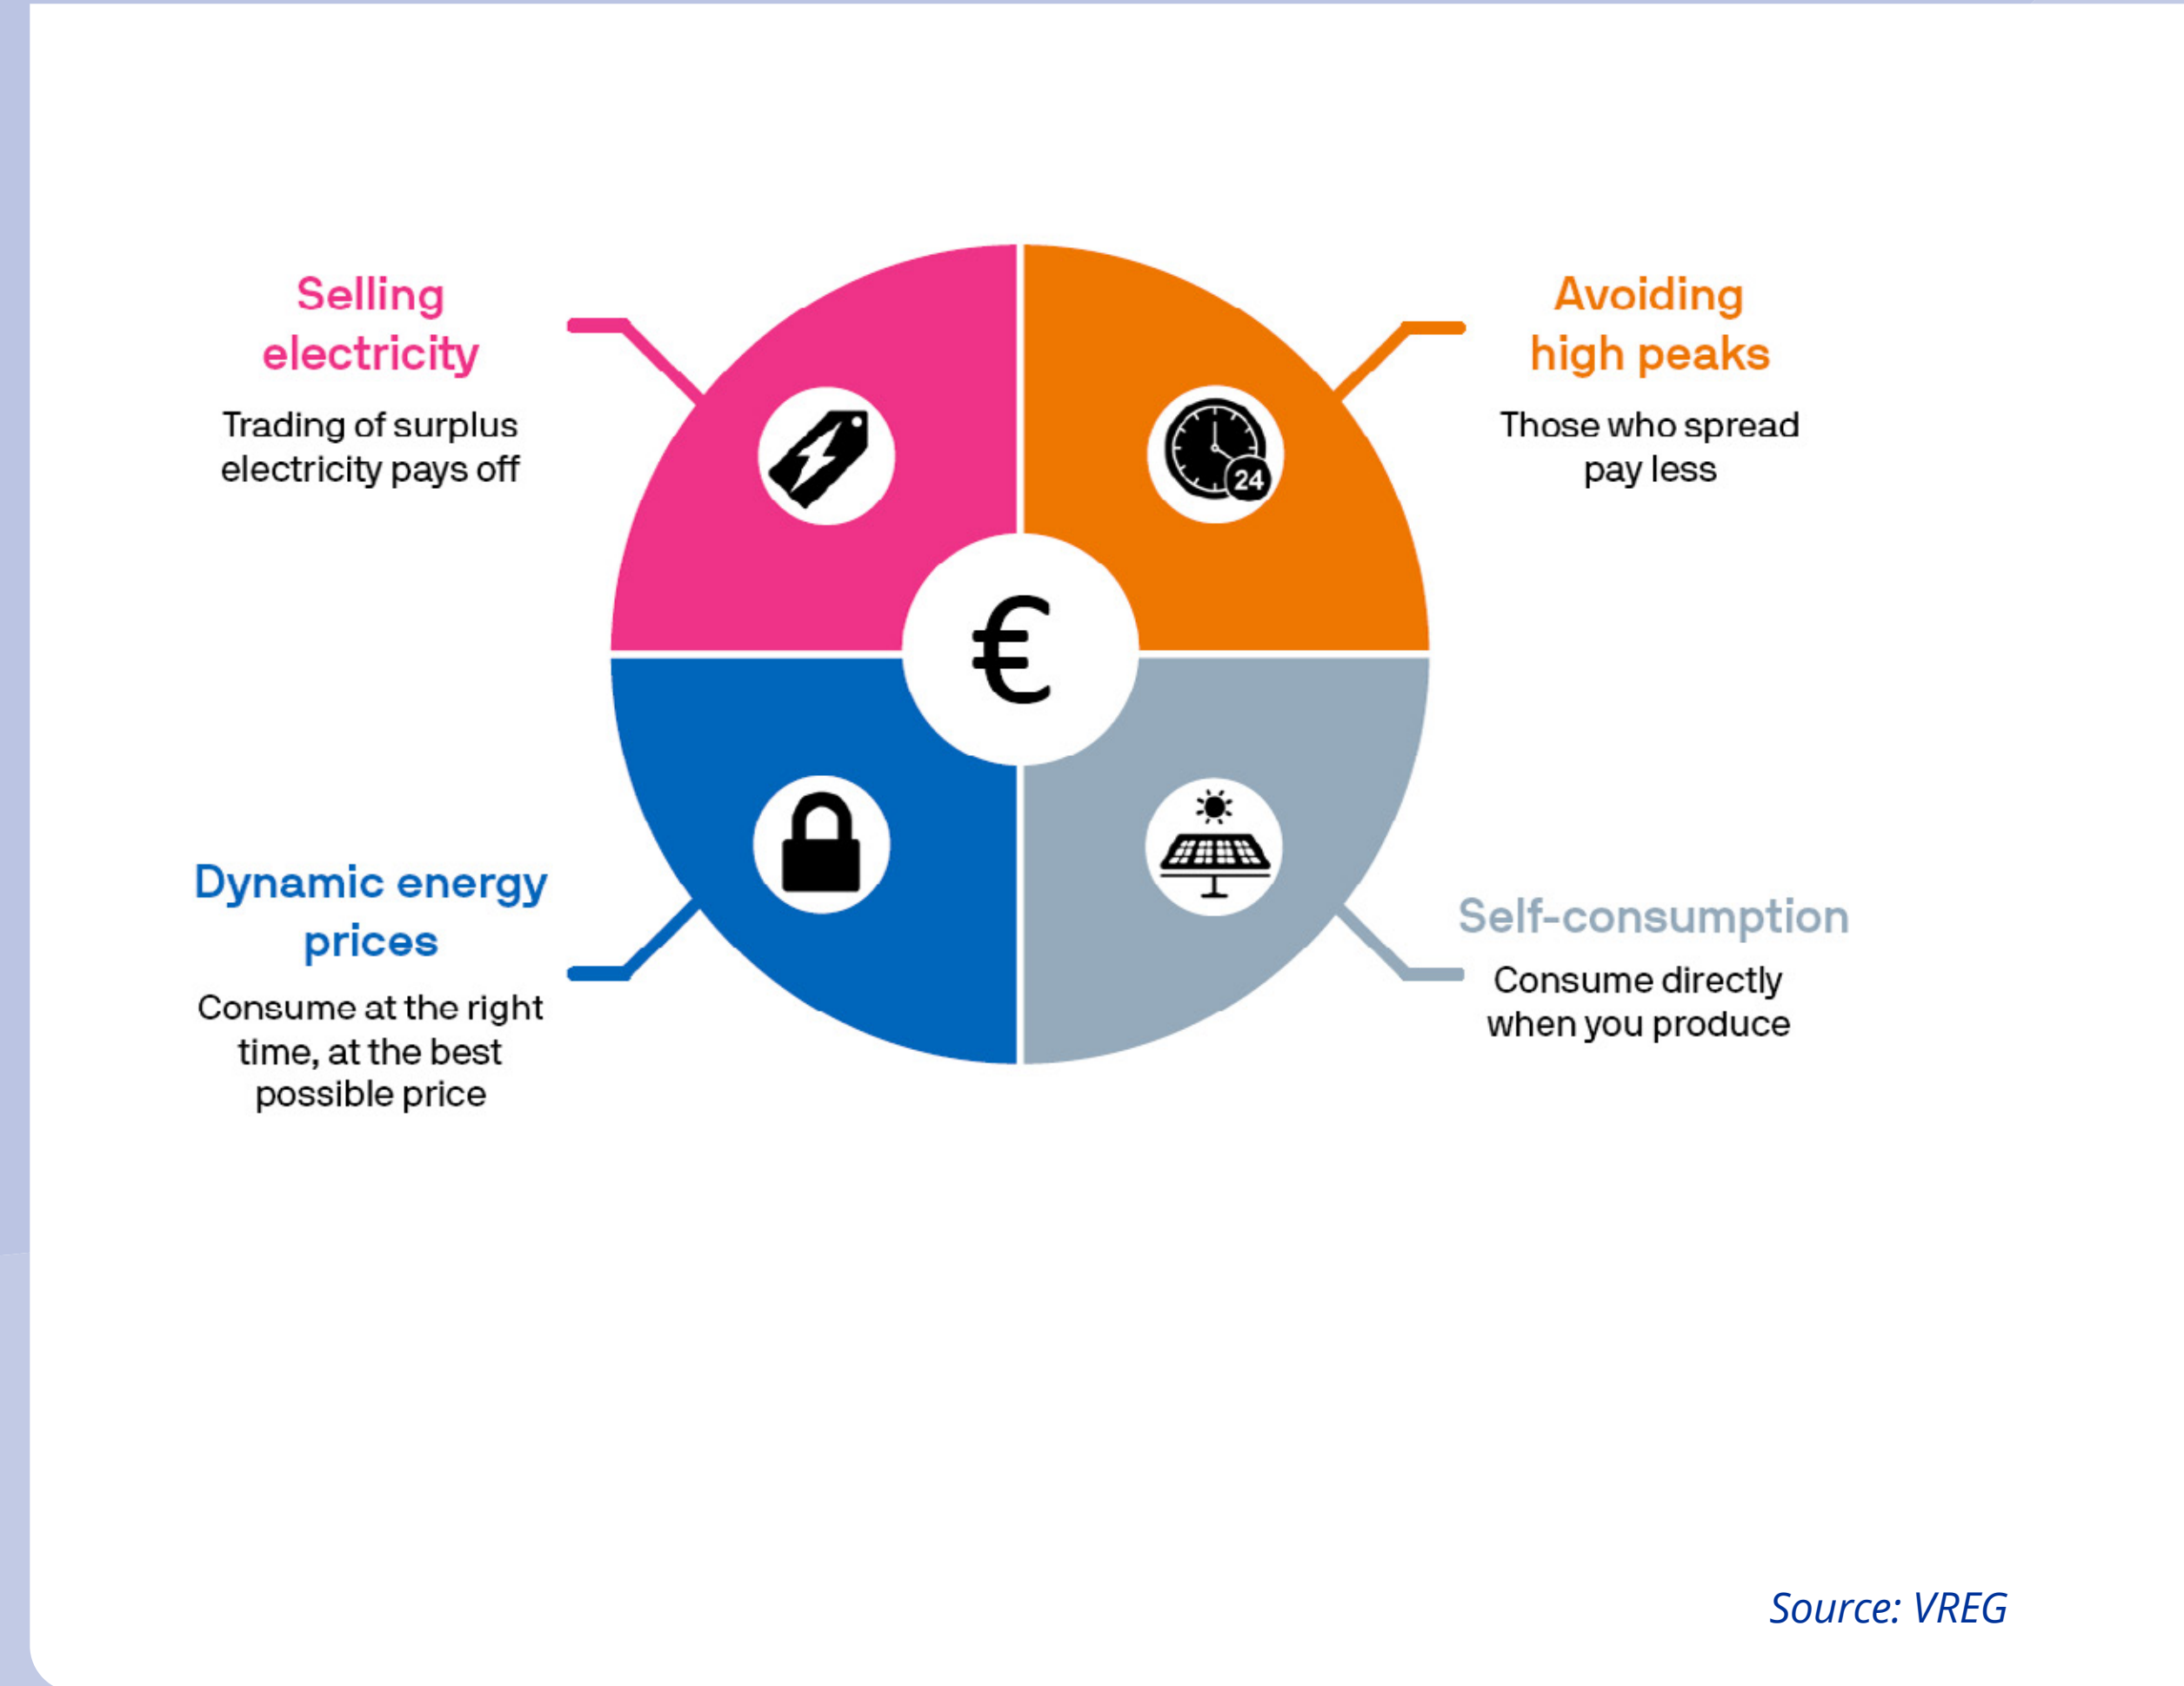 Selling
electricity
Trading of surplus
electricity pays off
Avoiding
high peaks
Those who spread
pay less
24
€
Dynamic energy
prices
Consume at the right
time, at the best
possible price
Self-consumption
Consume directly
when you produce
Source: VREG